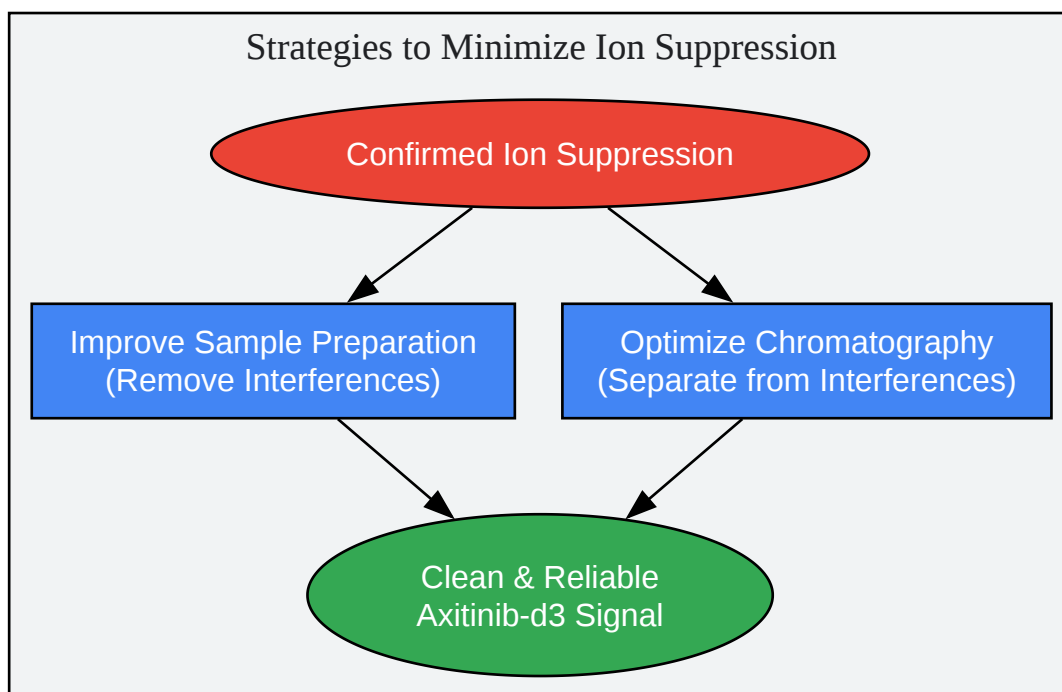 Strategies to Minimize Ion Suppression
Confirmed Ion Suppression
Improve Sample Preparation
(Remove Interferences)
Optimize Chromatography
(Separate from Interferences)
Clean & Reliable
Axitinib-d3 Signal